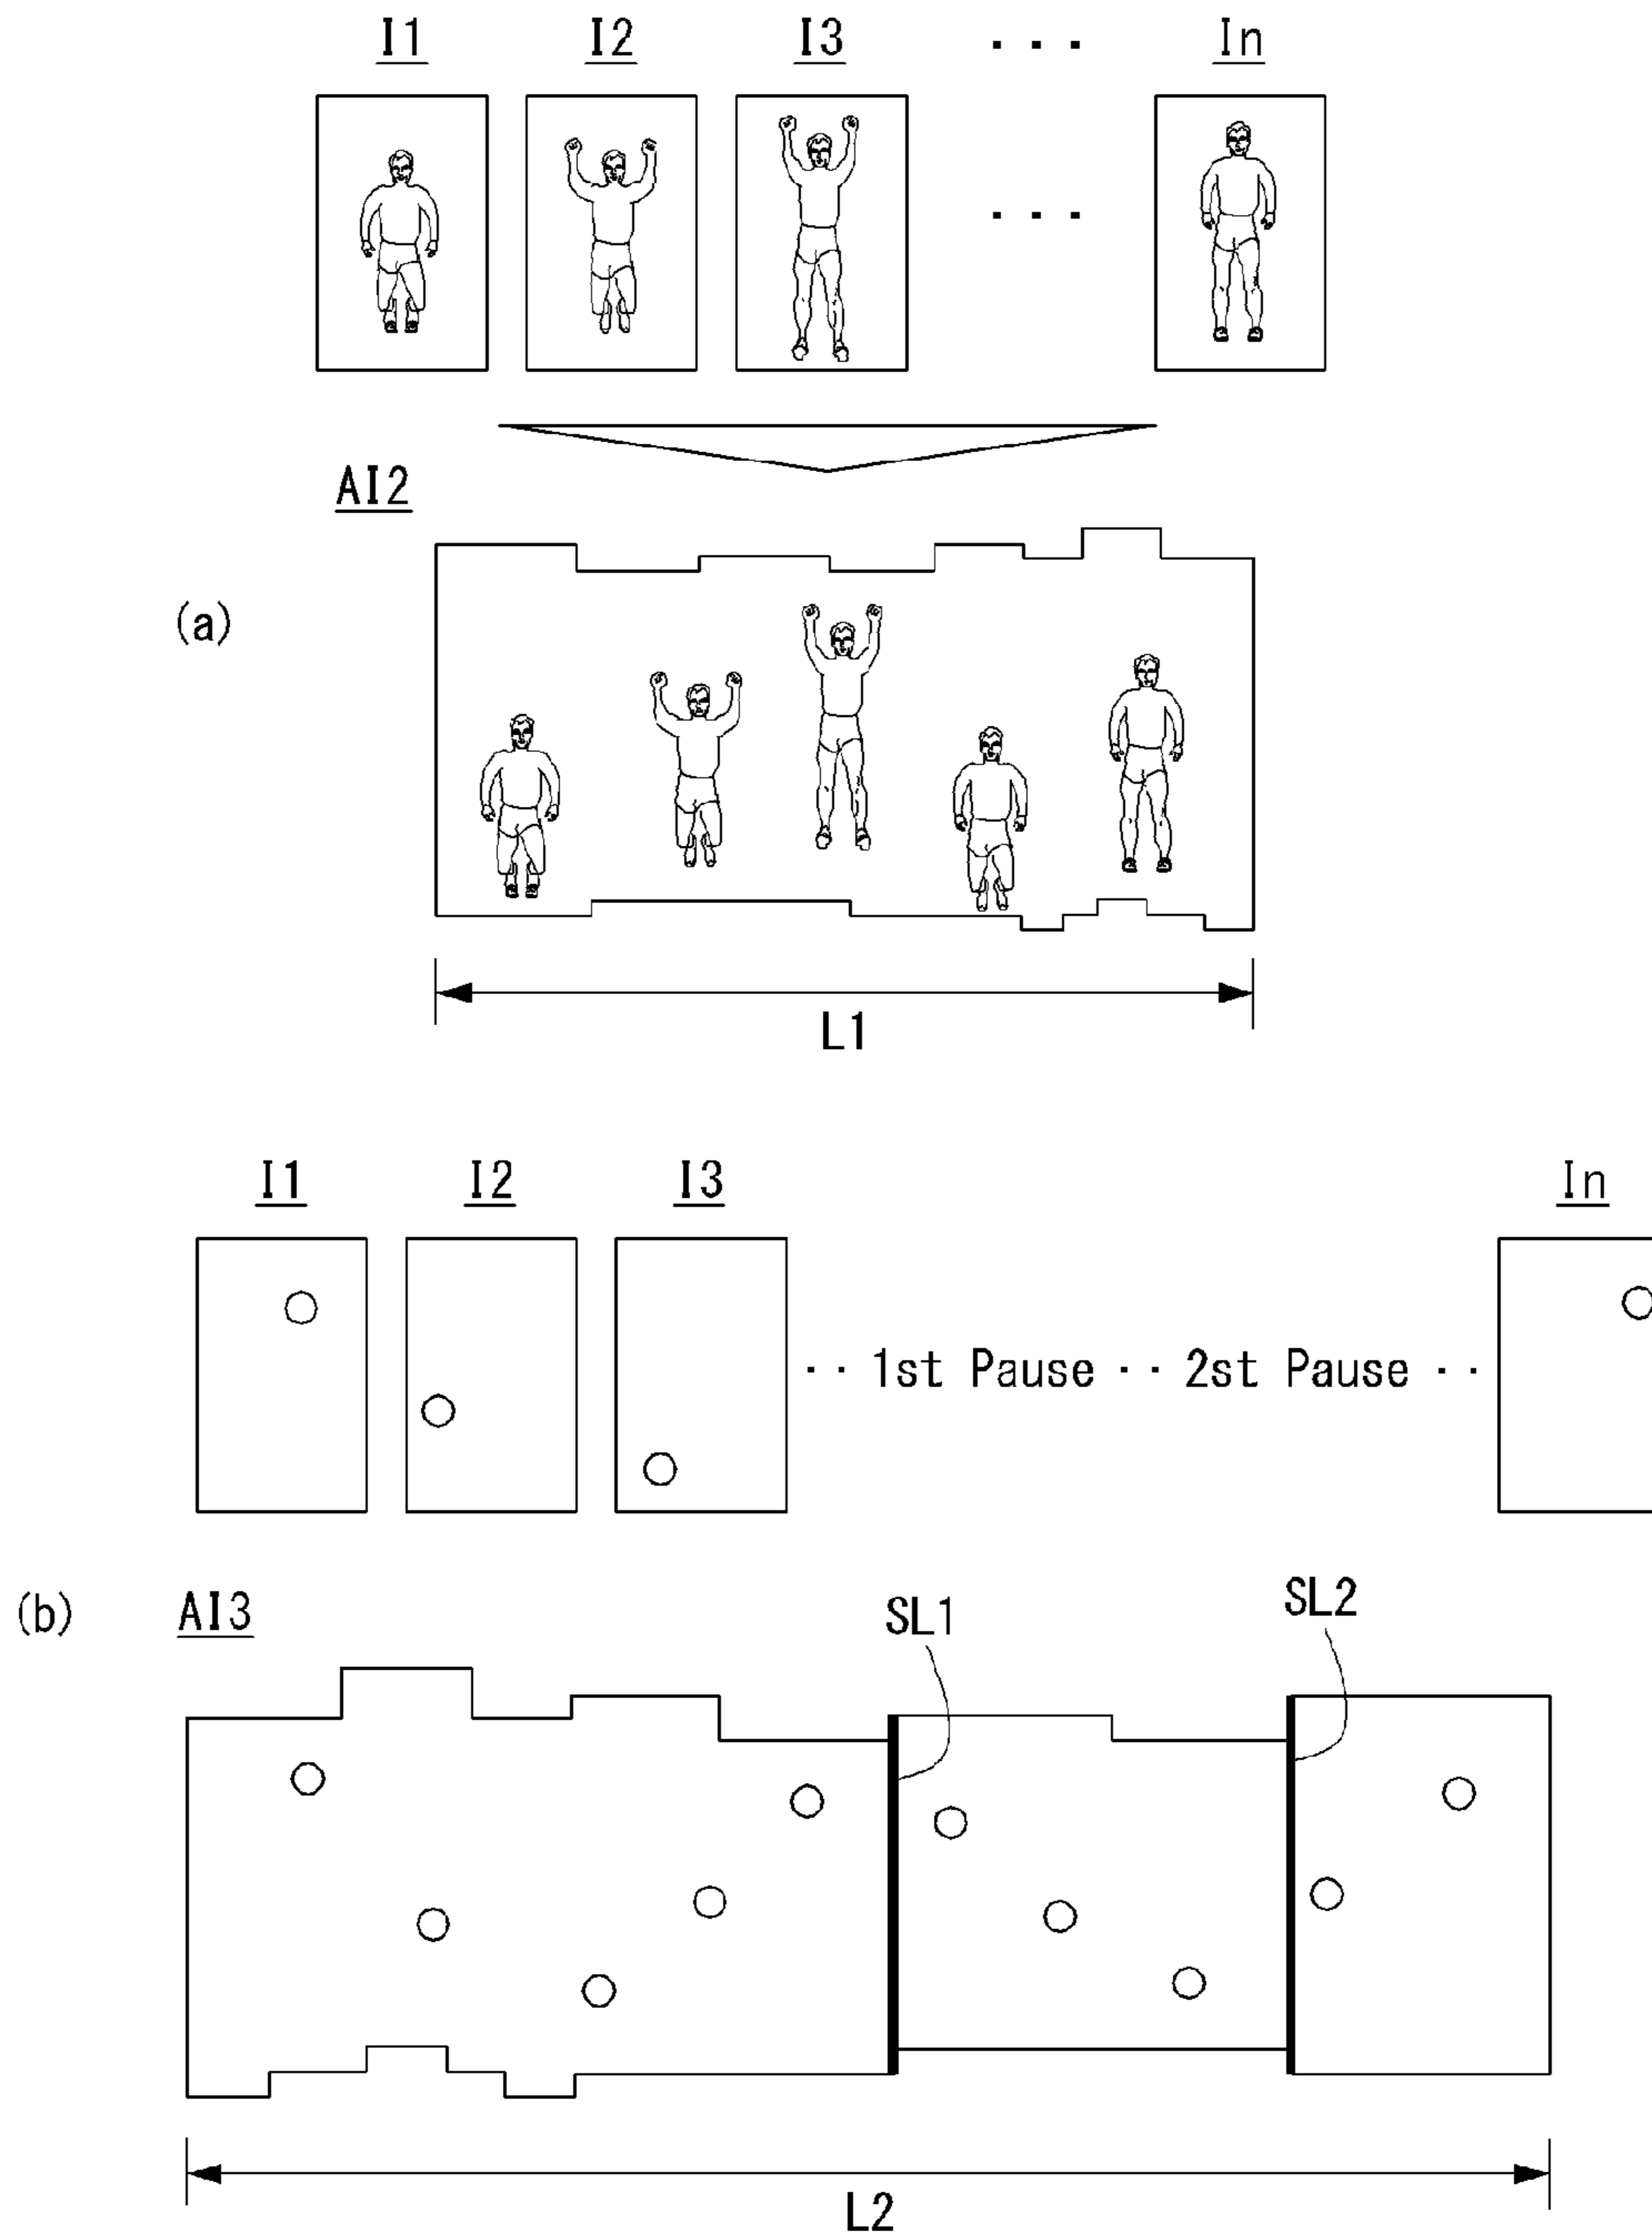 I1 I2 I3 ... In
...
AI2
(a)
L1
I1 I2 I3 In
·· 1st Pause ·· 2st Pause ··
(b) AI3 SL1 SL2
L2